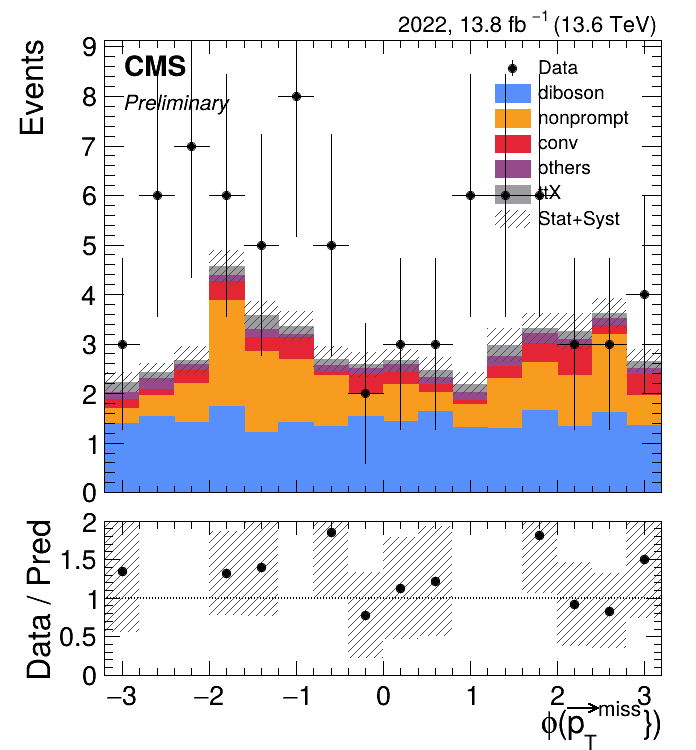 2022, 13.8 fb⁻¹ (13.6 TeV)
Events
CMS
Preliminary
Data
diboson
nonprompt
conv
others
ttX
Stat+Syst
9
8
7
6
5
4
3
2
1
0
Data / Pred
2
1.5
1
0.5
0
−3 −2 −1 0 1 2 3
ϕ(p⃗_T^miss})